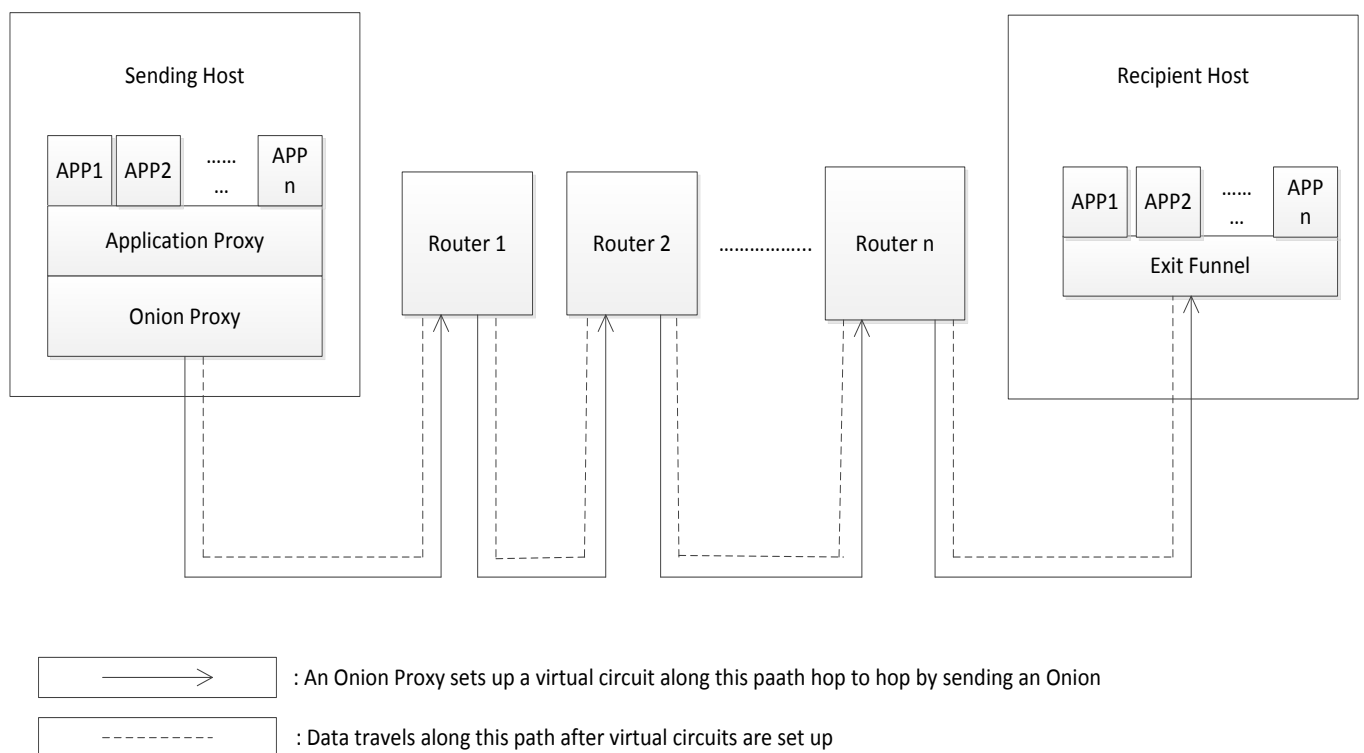 Sending Host
APP1
APP2
......
...
APP
n
Application Proxy
Onion Proxy
Router 1
Router 2
..................
Router n
Recipient Host
APP1
APP2
......
...
APP
n
Exit Funnel
: An Onion Proxy sets up a virtual circuit along this paath hop to hop by sending an Onion
: Data travels along this path after virtual circuits are set up